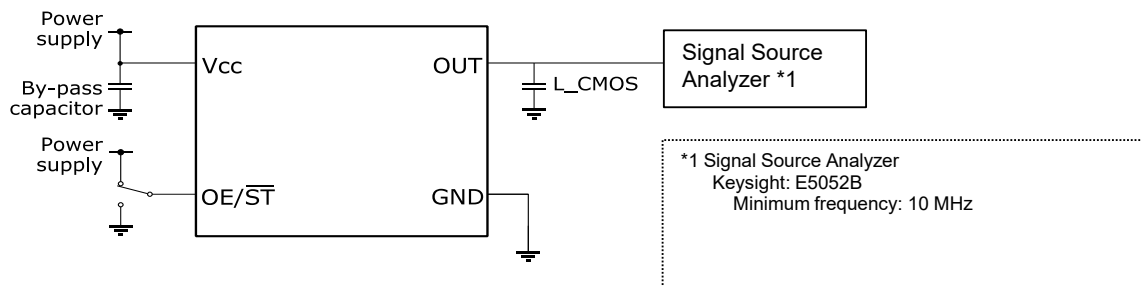 Power
supply
Vcc
By-pass
capacitor
Power
supply
OE/ST
OUT
L_CMOS
GND
Signal Source
Analyzer *1
*1 Signal Source Analyzer
Keysight: E5052B
Minimum frequency: 10 MHz